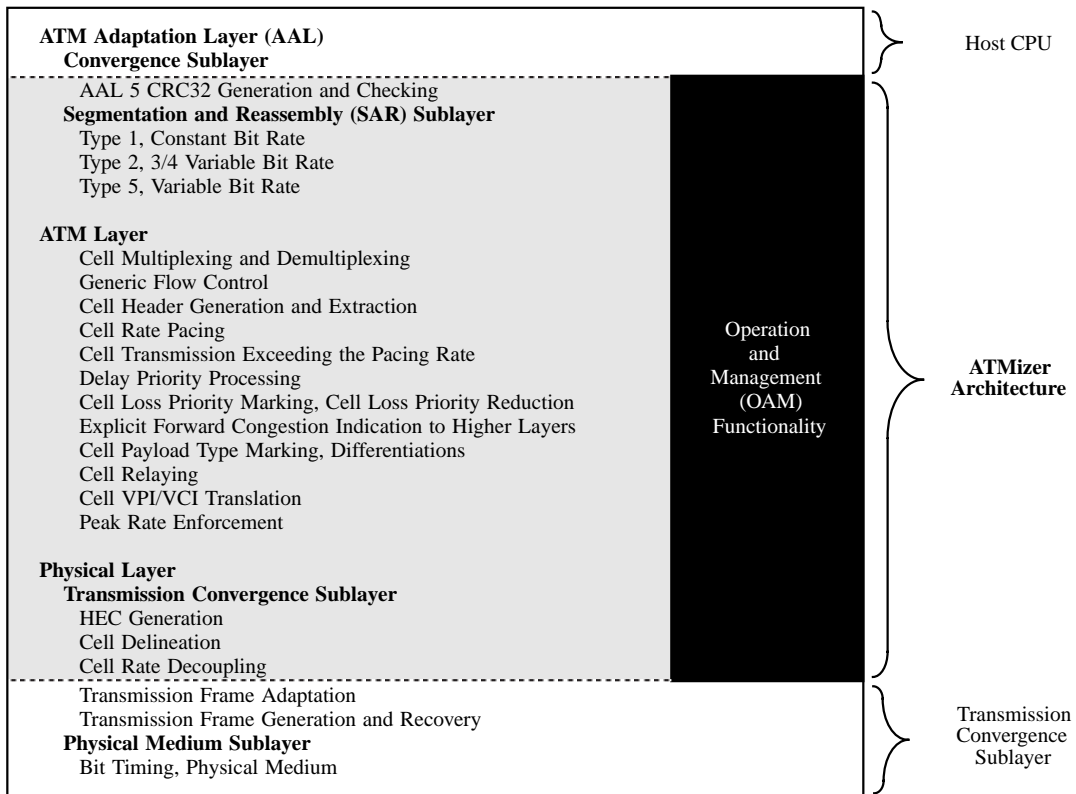 ATM Adaptation Layer (AAL)
Convergence Sublayer
AAL 5 CRC32 Generation and Checking
Segmentation and Reassembly (SAR) Sublayer
Type 1, Constant Bit Rate
Type 2, 3/4 Variable Bit Rate
Type 5, Variable Bit Rate
ATM Layer
Cell Multiplexing and Demultiplexing
Generic Flow Control
Cell Header Generation and Extraction
Cell Rate Pacing
Cell Transmission Exceeding the Pacing Rate
Delay Priority Processing
Cell Loss Priority Marking, Cell Loss Priority Reduction
Explicit Forward Congestion Indication to Higher Layers
Cell Payload Type Marking, Differentiations
Cell Relaying
Cell VPI/VCI Translation
Peak Rate Enforcement
Physical Layer
Transmission Convergence Sublayer
HEC Generation
Cell Delineation
Cell Rate Decoupling
Transmission Frame Adaptation
Transmission Frame Generation and Recovery
Physical Medium Sublayer
Bit Timing, Physical Medium
Operation
and
Management
(OAM)
Functionality
Host CPU
ATMizer
Architecture
Transmission
Convergence
Sublayer